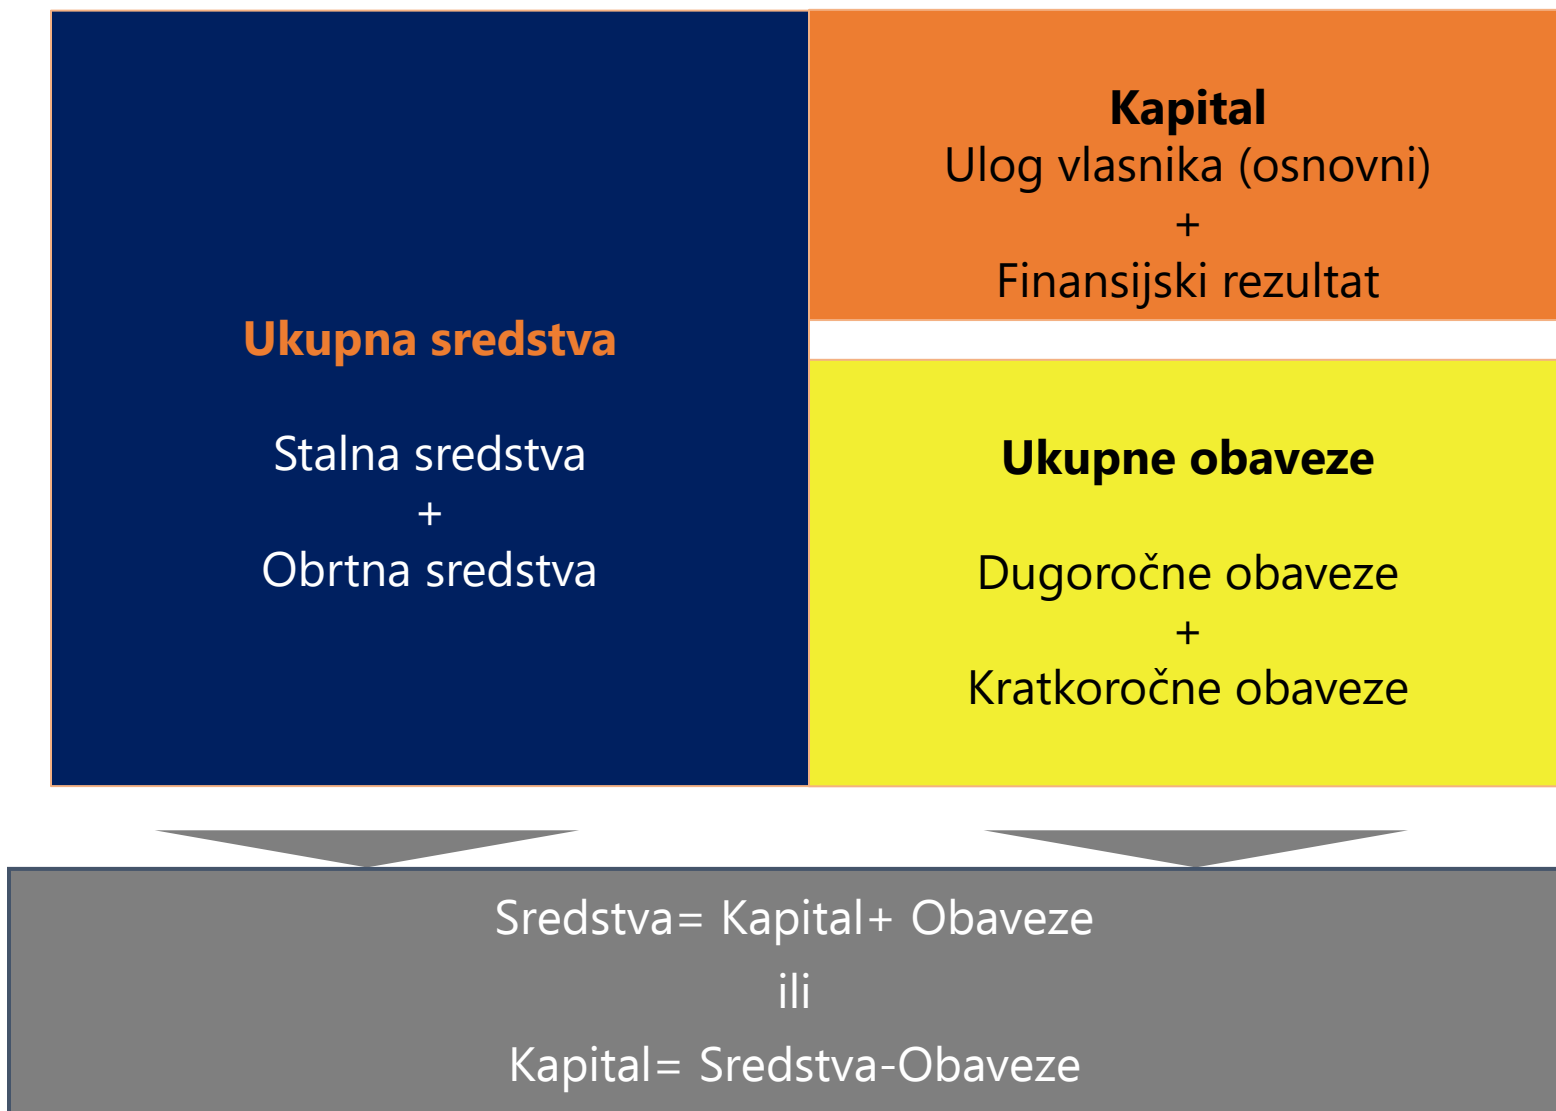 Ukupna sredstva
Stalna sredstva
+
Obrtna sredstva
Kapital
Ulog vlasnika (osnovni)
+
Finansijski rezultat
Ukupne obaveze
Dugoročne obaveze
+
Kratkoročne obaveze
Sredstva= Kapital+ Obaveze
ili
Kapital= Sredstva-Obaveze